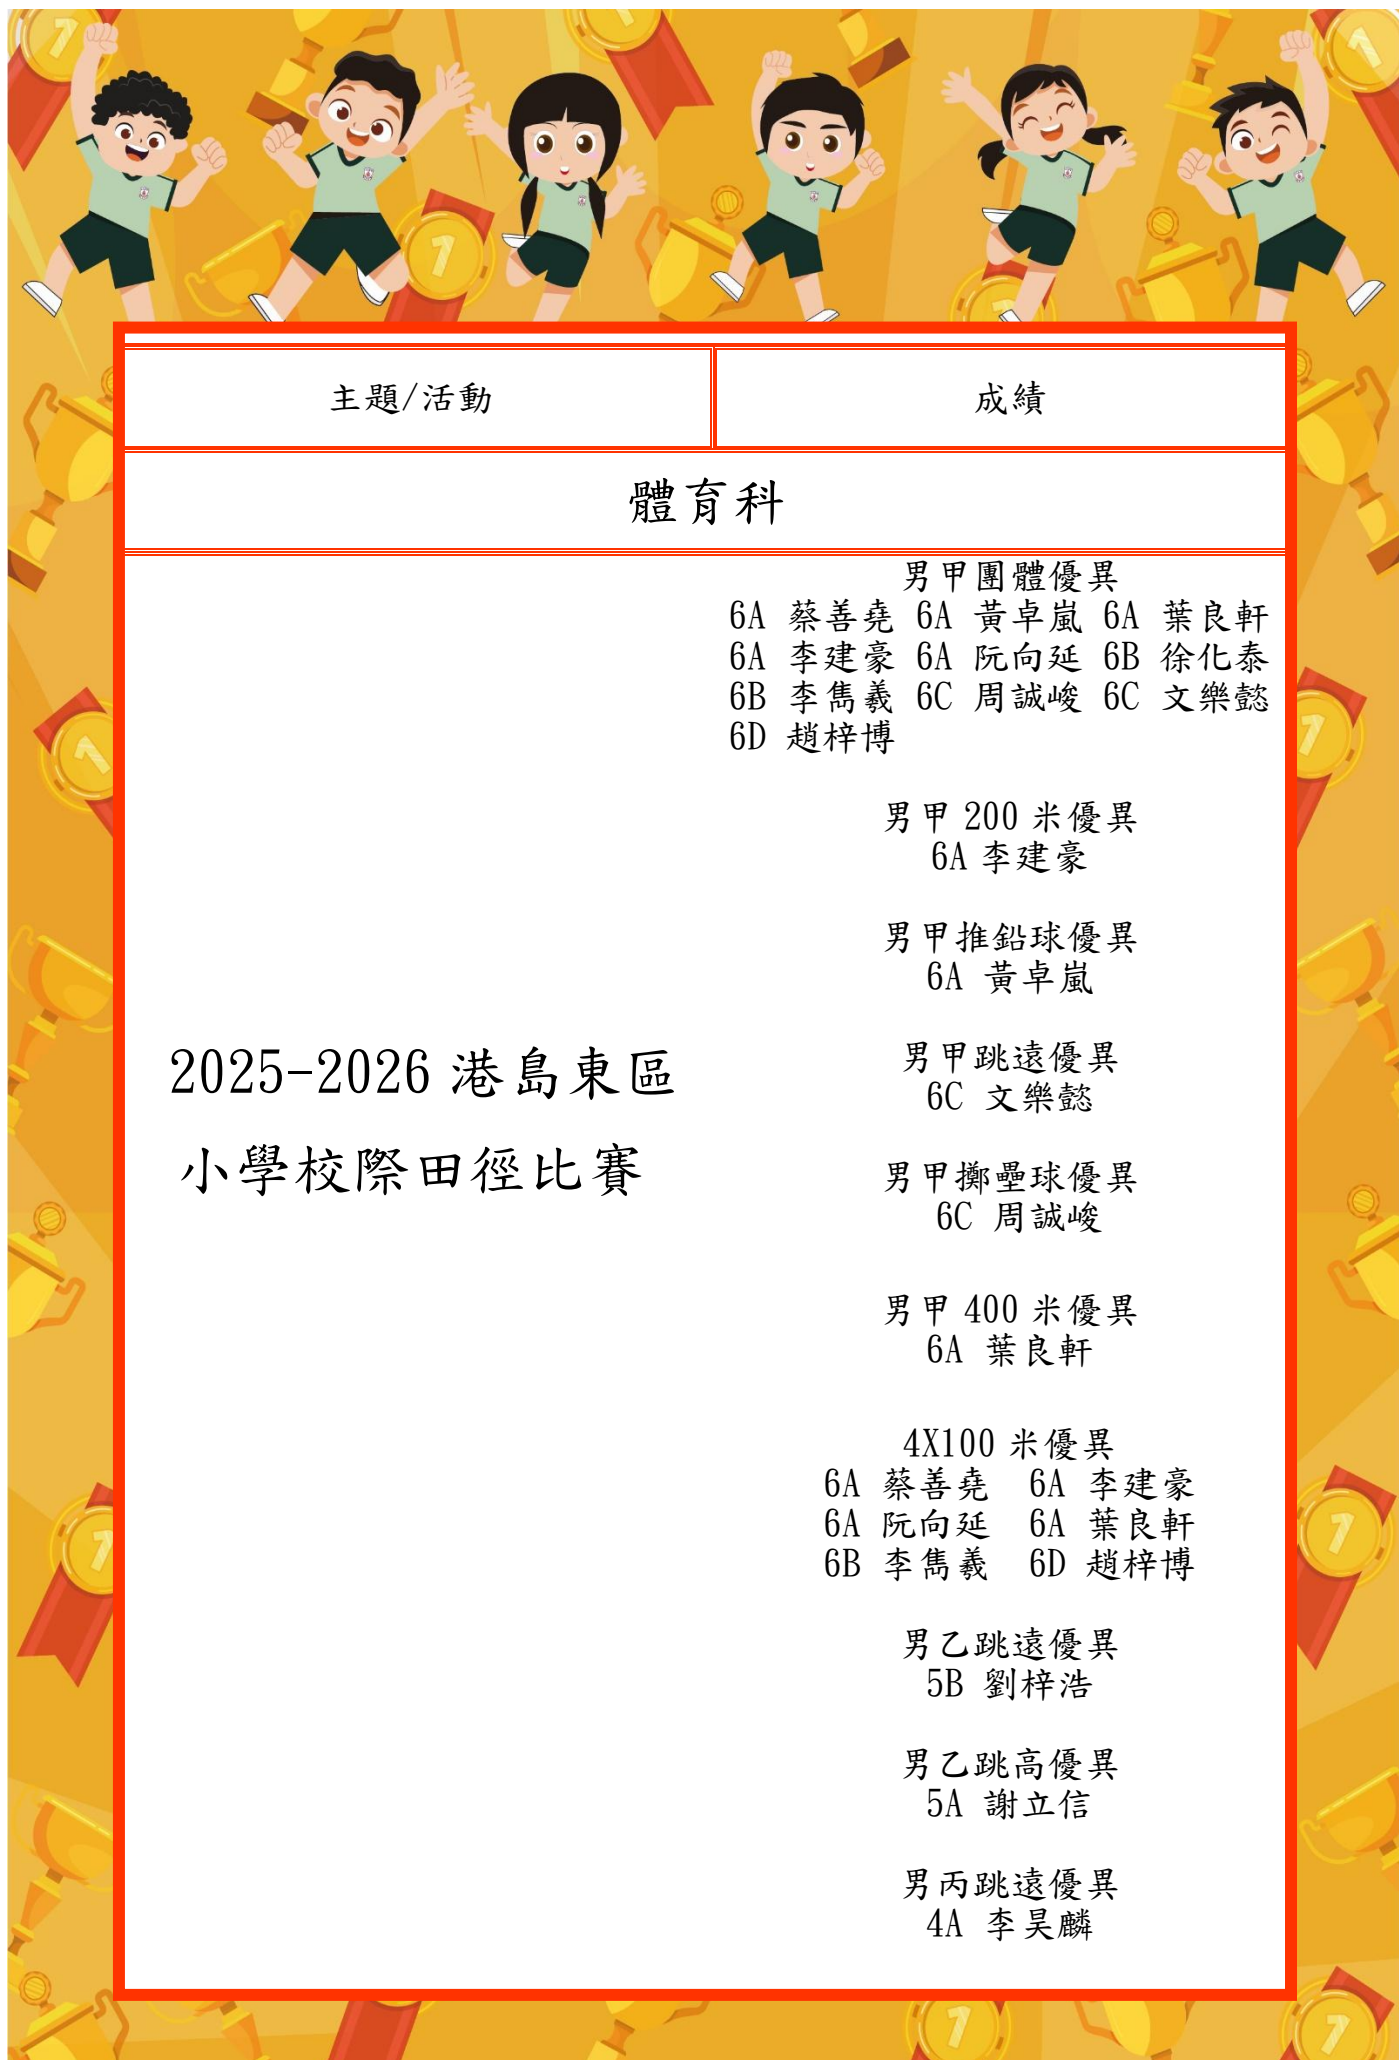 主題/活動
成績
體育科
2025-2026 港島東區
小學校際田徑比賽
男甲團體優異
6A 蔡善堯 6A 黃卓嵐 6A 葉良軒
6A 李建豪 6A 阮向延 6B 徐化泰
6B 李雋羲 6C 周誠峻 6C 文樂懿
6D 趙梓博
男甲 200 米優異
6A 李建豪
男甲推鉛球優異
6A 黃卓嵐
男甲跳遠優異
6C 文樂懿
男甲擲壘球優異
6C 周誠峻
男甲 400 米優異
6A 葉良軒
4X100 米優異
6A 蔡善堯 6A 李建豪
6A 阮向延 6A 葉良軒
6B 李雋羲 6D 趙梓博
男乙跳遠優異
5B 劉梓浩
男乙跳高優異
5A 謝立信
男丙跳遠優異
4A 李昊麟